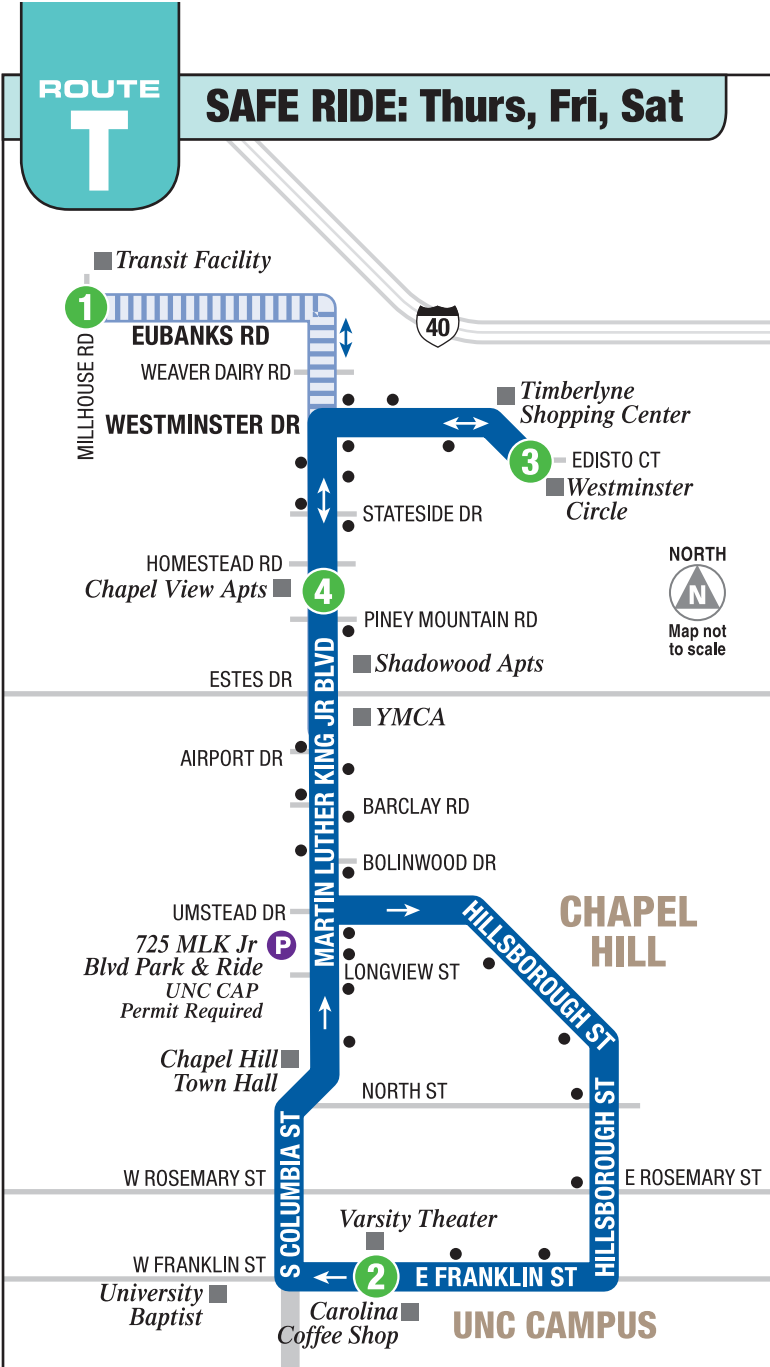 ROUTE
T
SAFE RIDE: Thurs, Fri, Sat
Transit Facility
1
EUBANKS RD
40
MILLHOUSE RD
WEAVER DAIRY RD
Timberlyne
Shopping Center
WESTMINSTER DR
3
EDISTO CT
Westminster
Circle
STATESIDE DR
HOMESTEAD RD
Chapel View Apts
4
NORTH
N
Map not
to scale
PINEY MOUNTAIN RD
Shadowood Apts
ESTES DR
MARTIN LUTHER KING JR BLVD
YMCA
AIRPORT DR
BARCLAY RD
BOLINWOOD DR
UMSTEAD DR
HILLSBOROUGH ST
CHAPEL
HILL
725 MLK Jr
Blvd Park & Ride
P
UNC CAP
Permit Required
LONGVIEW ST
Chapel Hill
Town Hall
NORTH ST
HILLSBOROUGH ST
S COLUMBIA ST
W ROSEMARY ST
E ROSEMARY ST
Varsity Theater
W FRANKLIN ST
2
E FRANKLIN ST
University
Baptist
Carolina
Coffee Shop
UNC CAMPUS